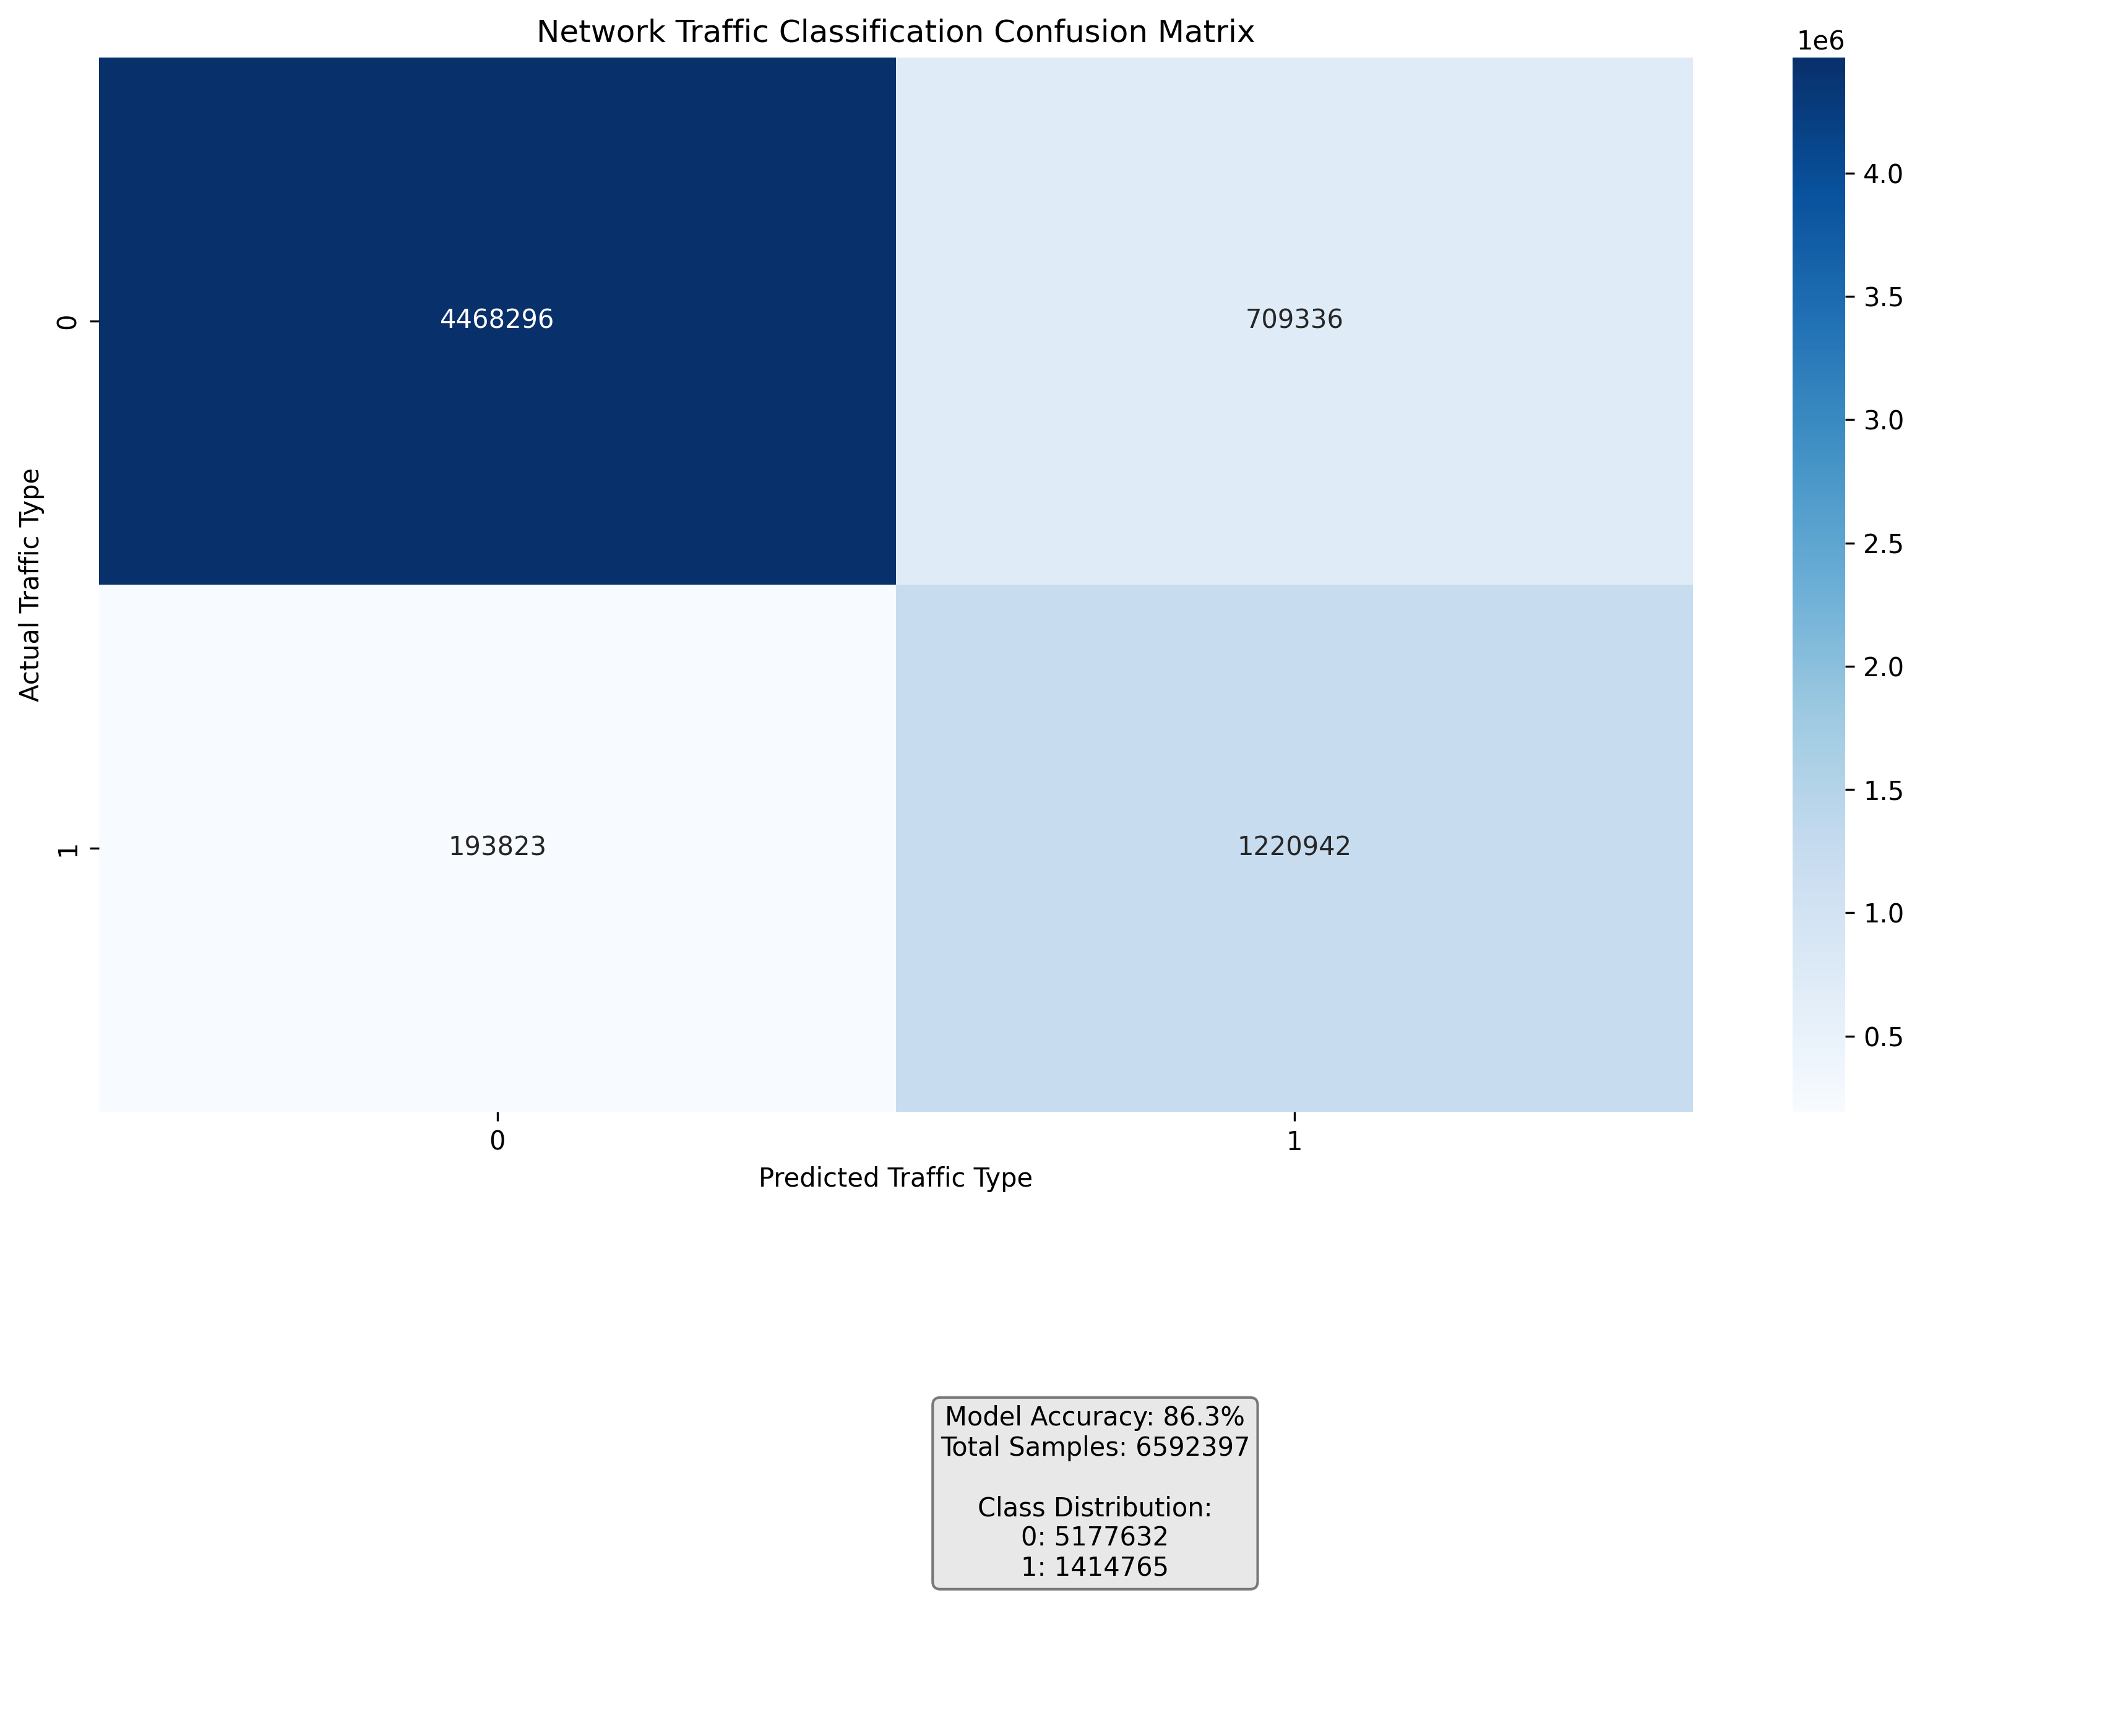 Network Traffic Classification Confusion Matrix
1e6
4468296
709336
193823
1220942
0
1
Actual Traffic Type
0
1
Predicted Traffic Type
4.0
3.5
3.0
2.5
2.0
1.5
1.0
0.5
Model Accuracy: 86.3%
Total Samples: 6592397
Class Distribution:
0: 5177632
1: 1414765